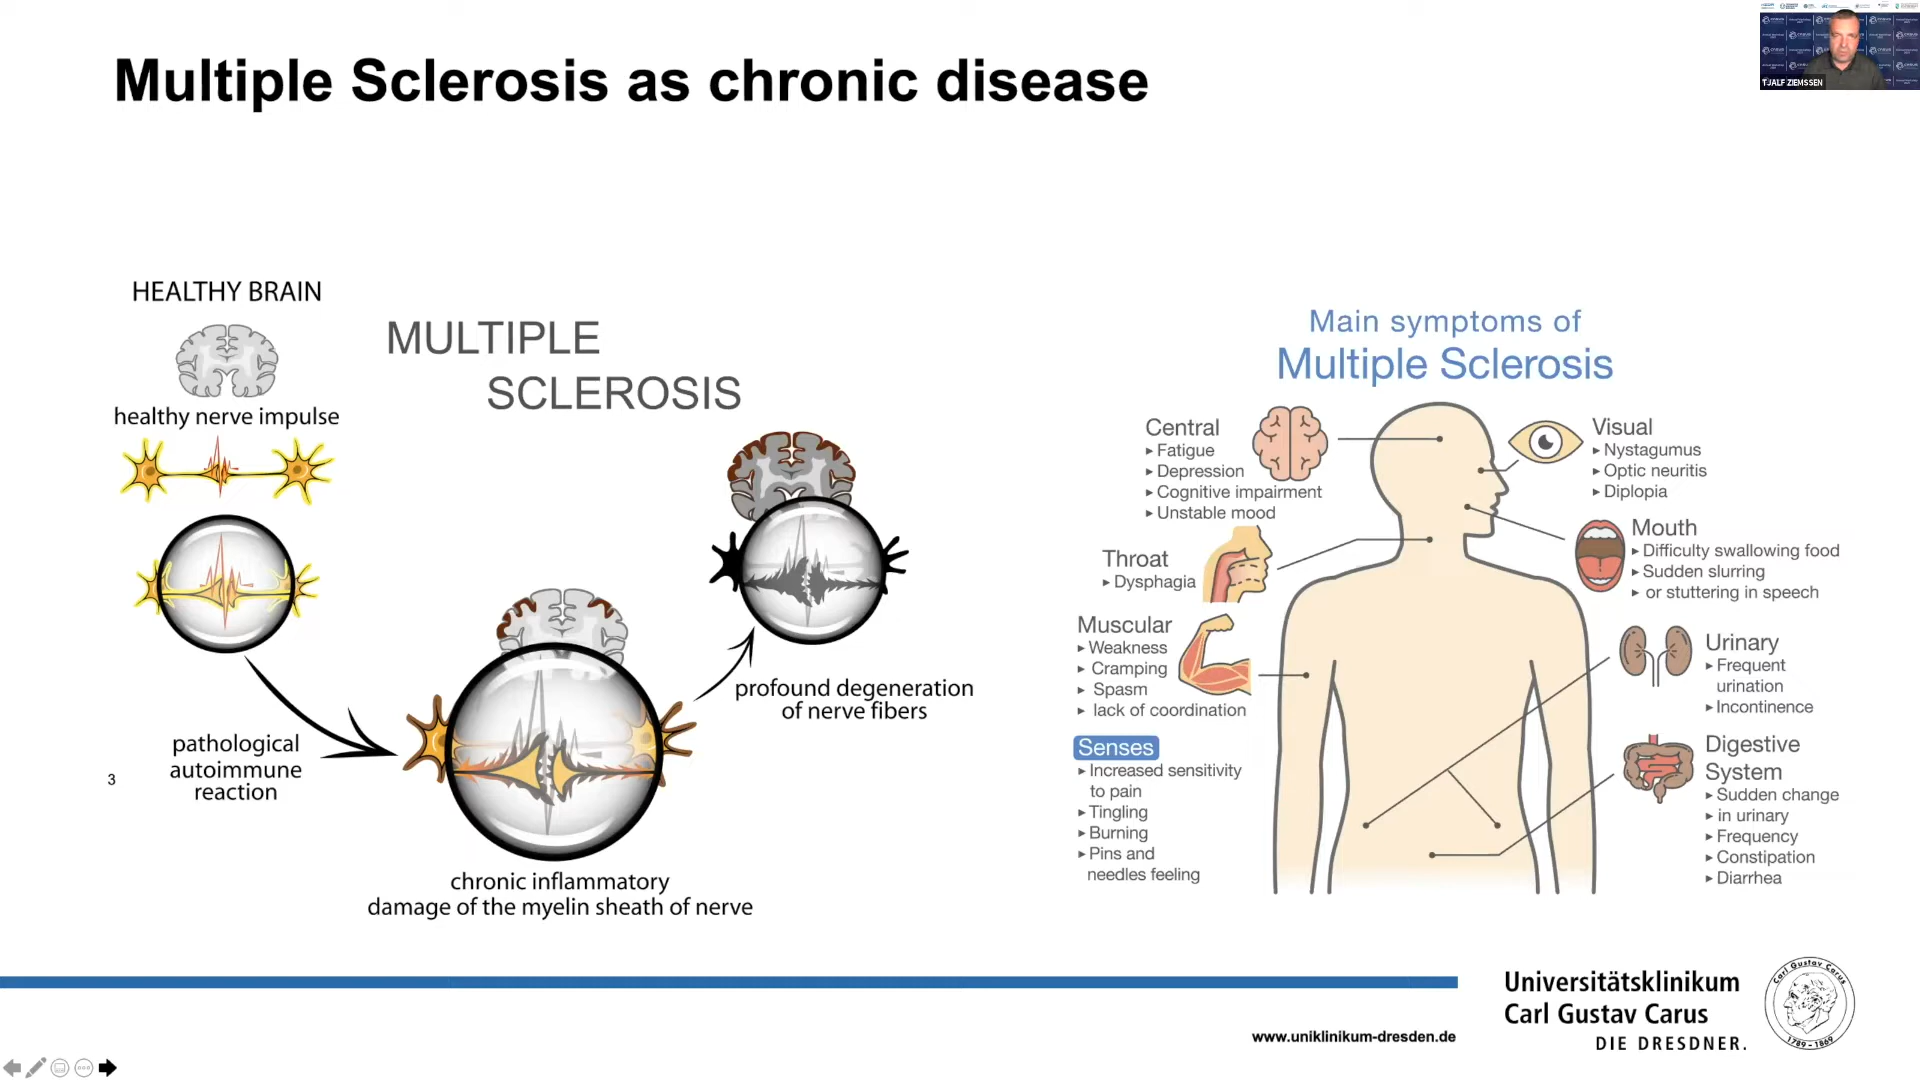 Multiple Sclerosis as chronic disease
TJALF ZIEMSSEN
HEALTHY BRAIN
healthy nerve impulse
MULTIPLE
SCLEROSIS
pathological
autoimmune
reaction
chronic inflammatory
damage of the myelin sheath of nerve
profound degeneration
of nerve fibers
3
Main symptoms of
Multiple Sclerosis
Central
▸ Fatigue
▸ Depression
▸ Cognitive impairment
▸ Unstable mood
Throat
▸ Dysphagia
Muscular
▸ Weakness
▸ Cramping
▸ Spasm
▸ lack of coordination
Senses
▸ Increased sensitivity
to pain
▸ Tingling
▸ Burning
▸ Pins and
needles feeling
Visual
▸ Nystagumus
▸ Optic neuritis
▸ Diplopia
Mouth
▸ Difficulty swallowing food
▸ Sudden slurring
▸ or stuttering in speech
Urinary
▸ Frequent
urination
▸ Incontinence
Digestive
System
▸ Sudden change
▸ in urinary
▸ Frequency
▸ Constipation
▸ Diarrhea
www.uniklinikum-dresden.de
Universitätsklinikum
Carl Gustav Carus
DIE DRESDNER.
Carl Gustav Carus
1789-1869